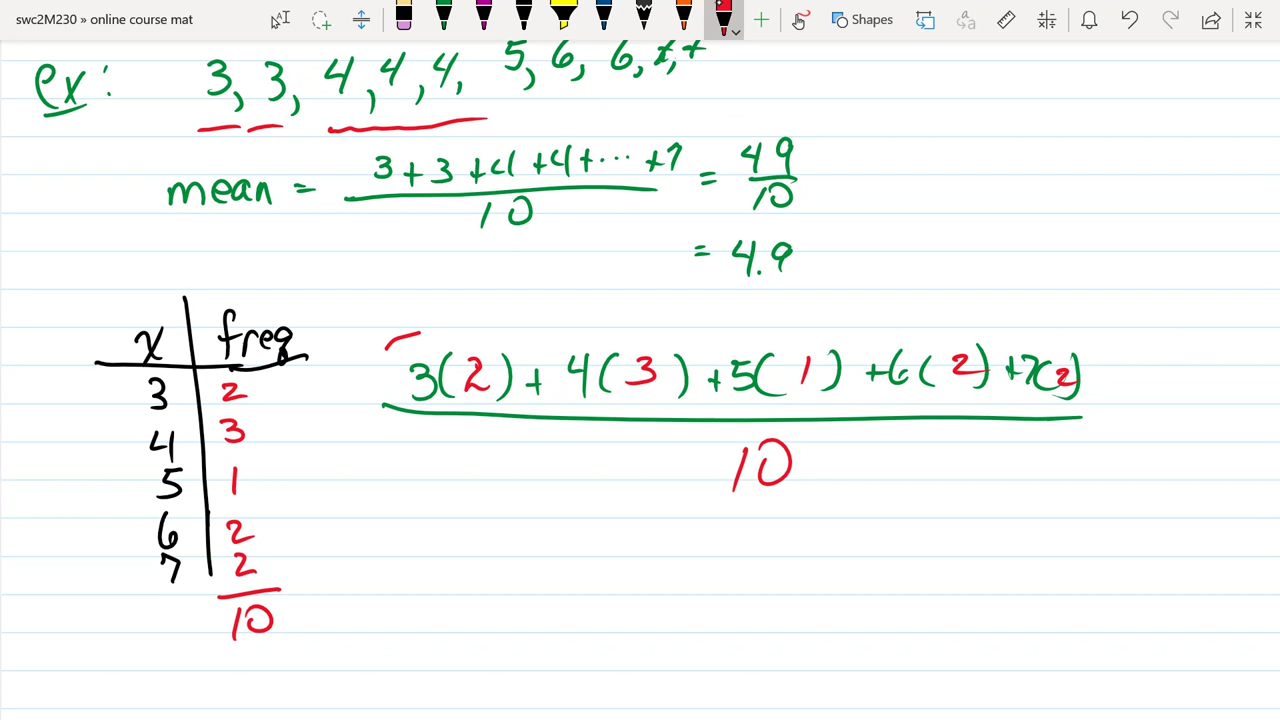 swc2M230 » online course mat
Shapes
ex: 3, 3, 4, 4, 4, 5, 6, 6,
mean = 3 + 3 + 4 + 4 + ... + 7 / 10 = 49 / 10
= 4.9
x freq
3 2
4 3
5 1
6 2
7 2
10
3(2) + 4(3) + 5(1) + 6(2) + 7(2)
10